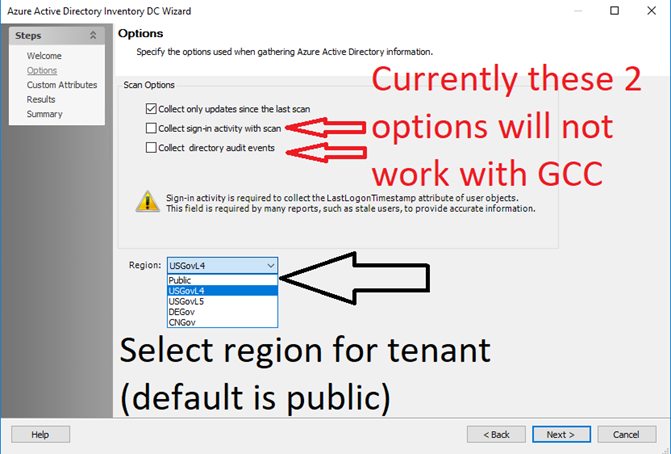 Azure Active Directory Inventory DC Wizard
Steps
Welcome
Options
Custom Attributes
Results
Summary
Options
Specify the options used when gathering Azure Active Directory information.
Scan Options
Collect only updates since the last scan
Collect sign-in activity with scan
Collect directory audit events
Currently these 2
options will not
work with GCC
Sign-in activity is required to collect the LastLogonTimestamp attribute of user objects.
This field is required by many reports, such as stale users, to provide accurate information.
Region: USGovL4
Public
USGovL4
USGovL5
DEGov
CNGov
Select region for tenant
(default is public)
Help
< Back
Next >
Cancel